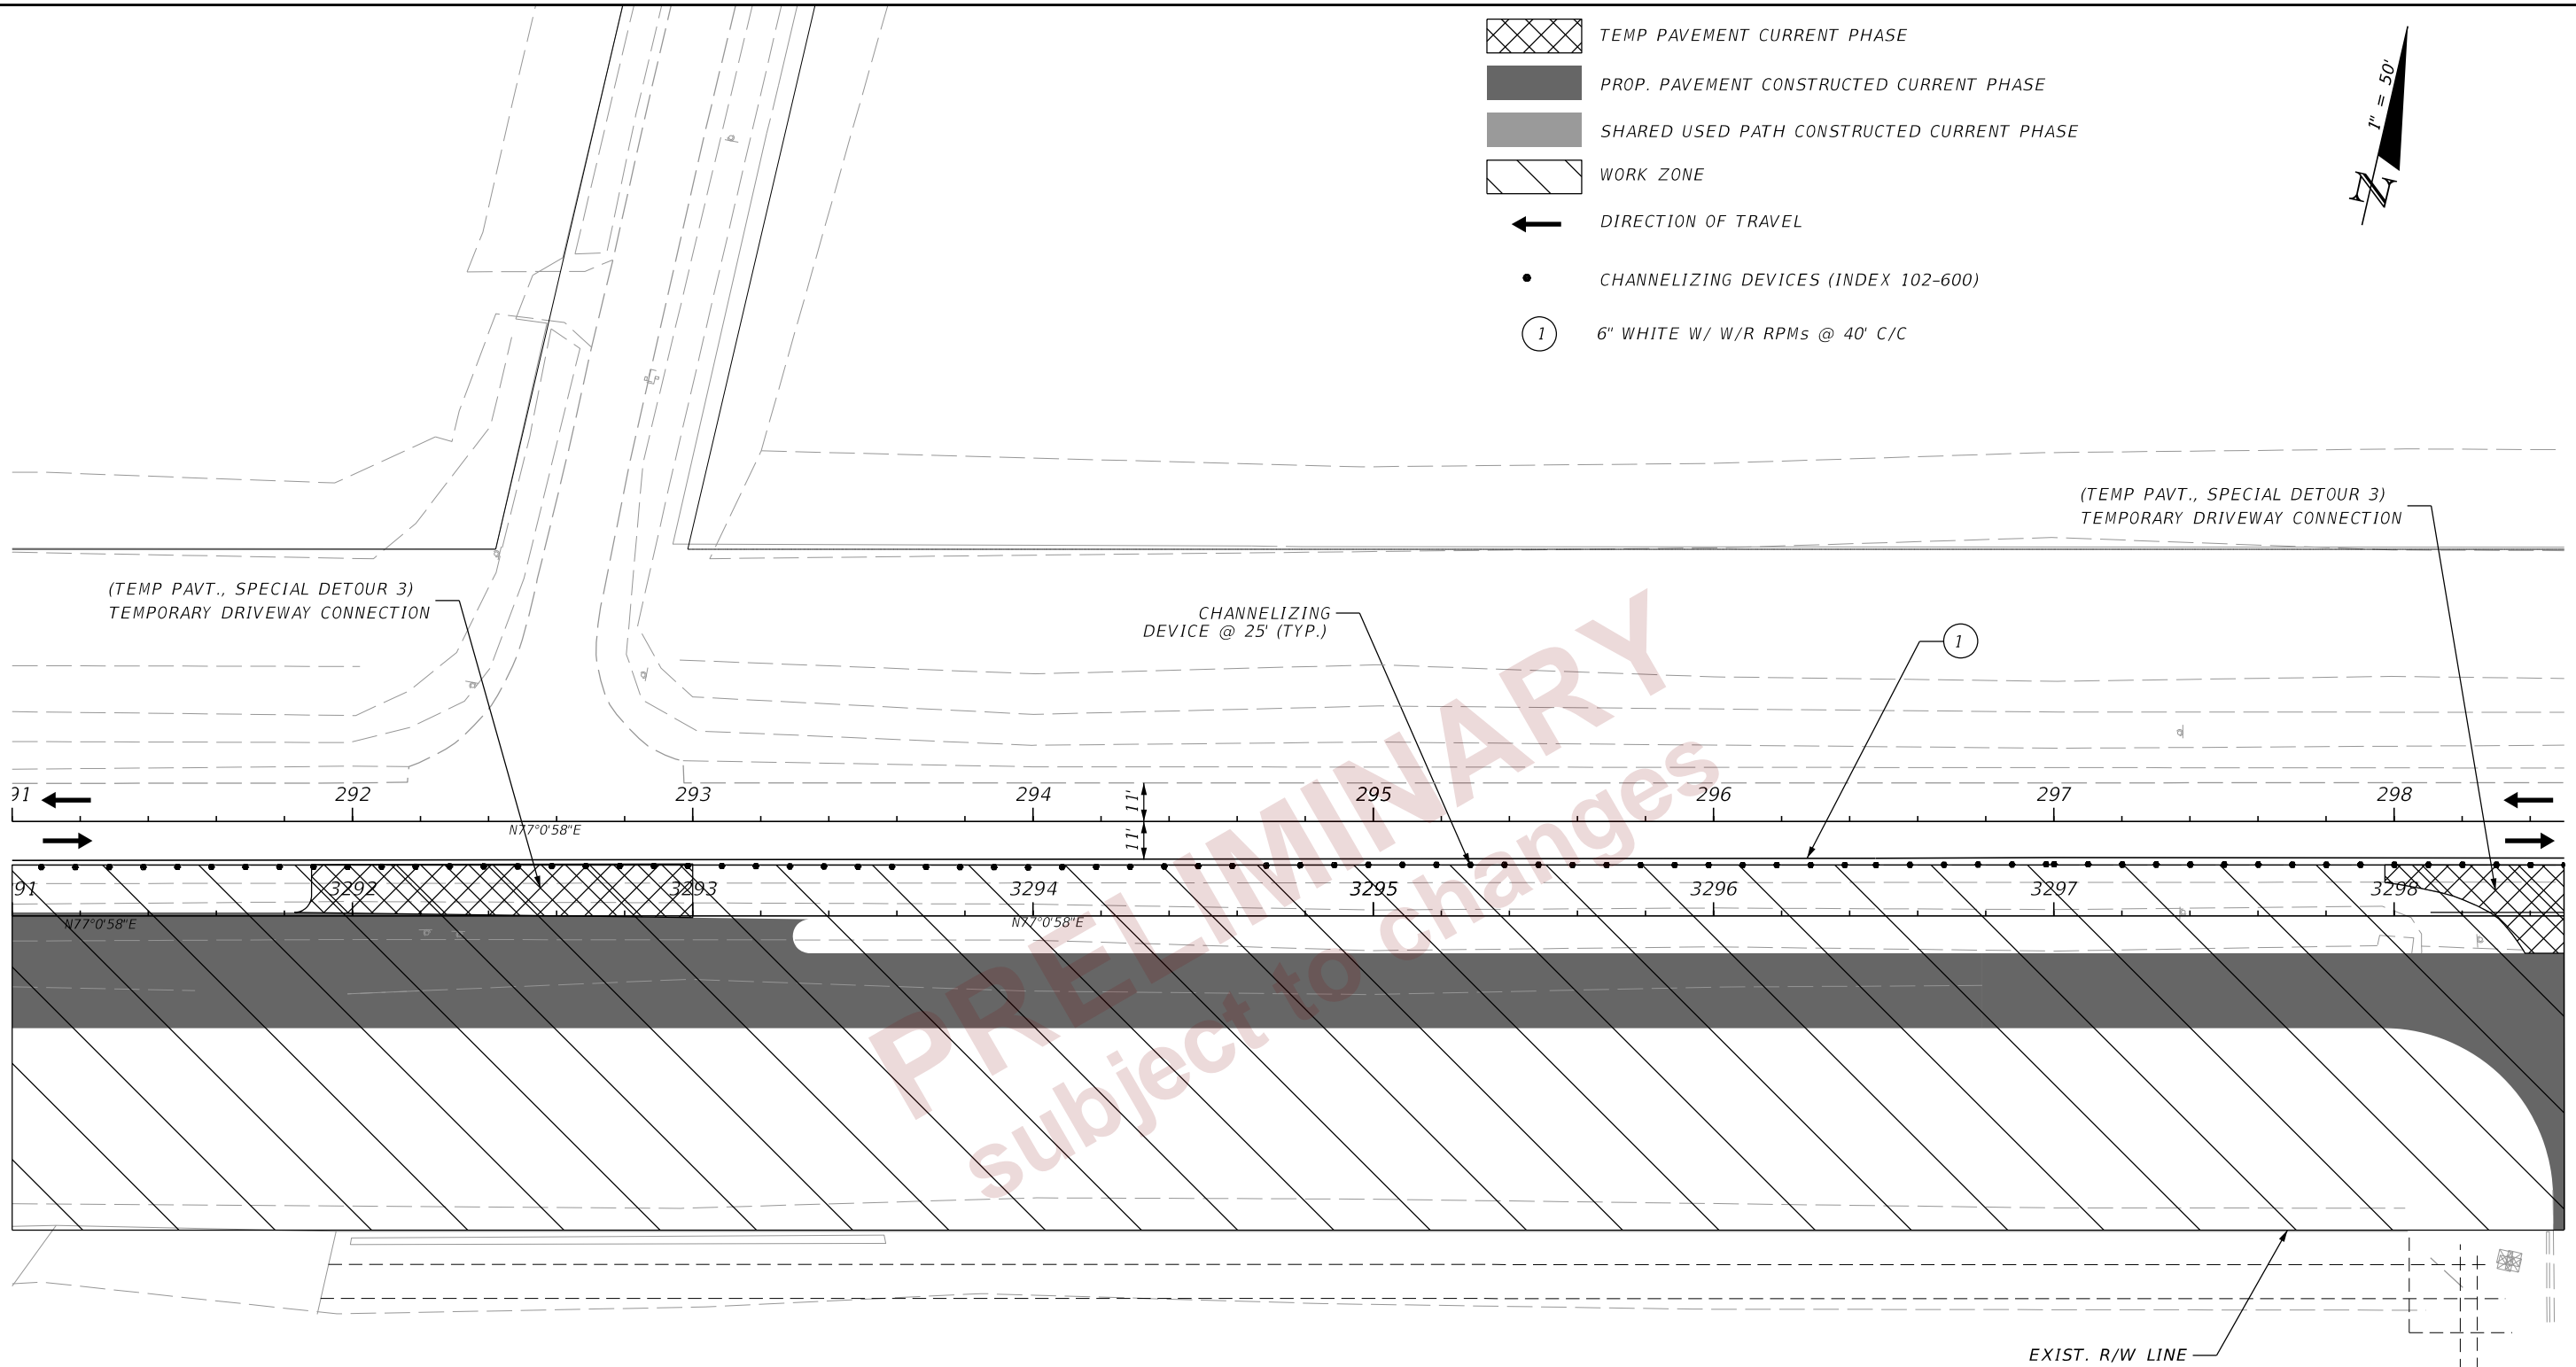 TEMP PAVEMENT CURRENT PHASE
PROP. PAVEMENT CONSTRUCTED CURRENT PHASE
SHARED USED PATH CONSTRUCTED CURRENT PHASE
WORK ZONE
DIRECTION OF TRAVEL
CHANNELIZING DEVICES (INDEX 102-600)
1 6" WHITE W/ W/R RPMs @ 40' C/C
1" = 50'
N
(TEMP PAVT., SPECIAL DETOUR 3)
TEMPORARY DRIVEWAY CONNECTION
(TEMP PAVT., SPECIAL DETOUR 3)
TEMPORARY DRIVEWAY CONNECTION
CHANNELIZING
DEVICE @ 25' (TYP.)
1
91 292 293 294 295 296 297 298
11'
11'
N77°0'58"E
91 3292 3293 3294 3295 3296 3297 3298
N77°0'58"E N77°0'58"E
PRELIMINARY
subject to changes
EXIST. R/W LINE